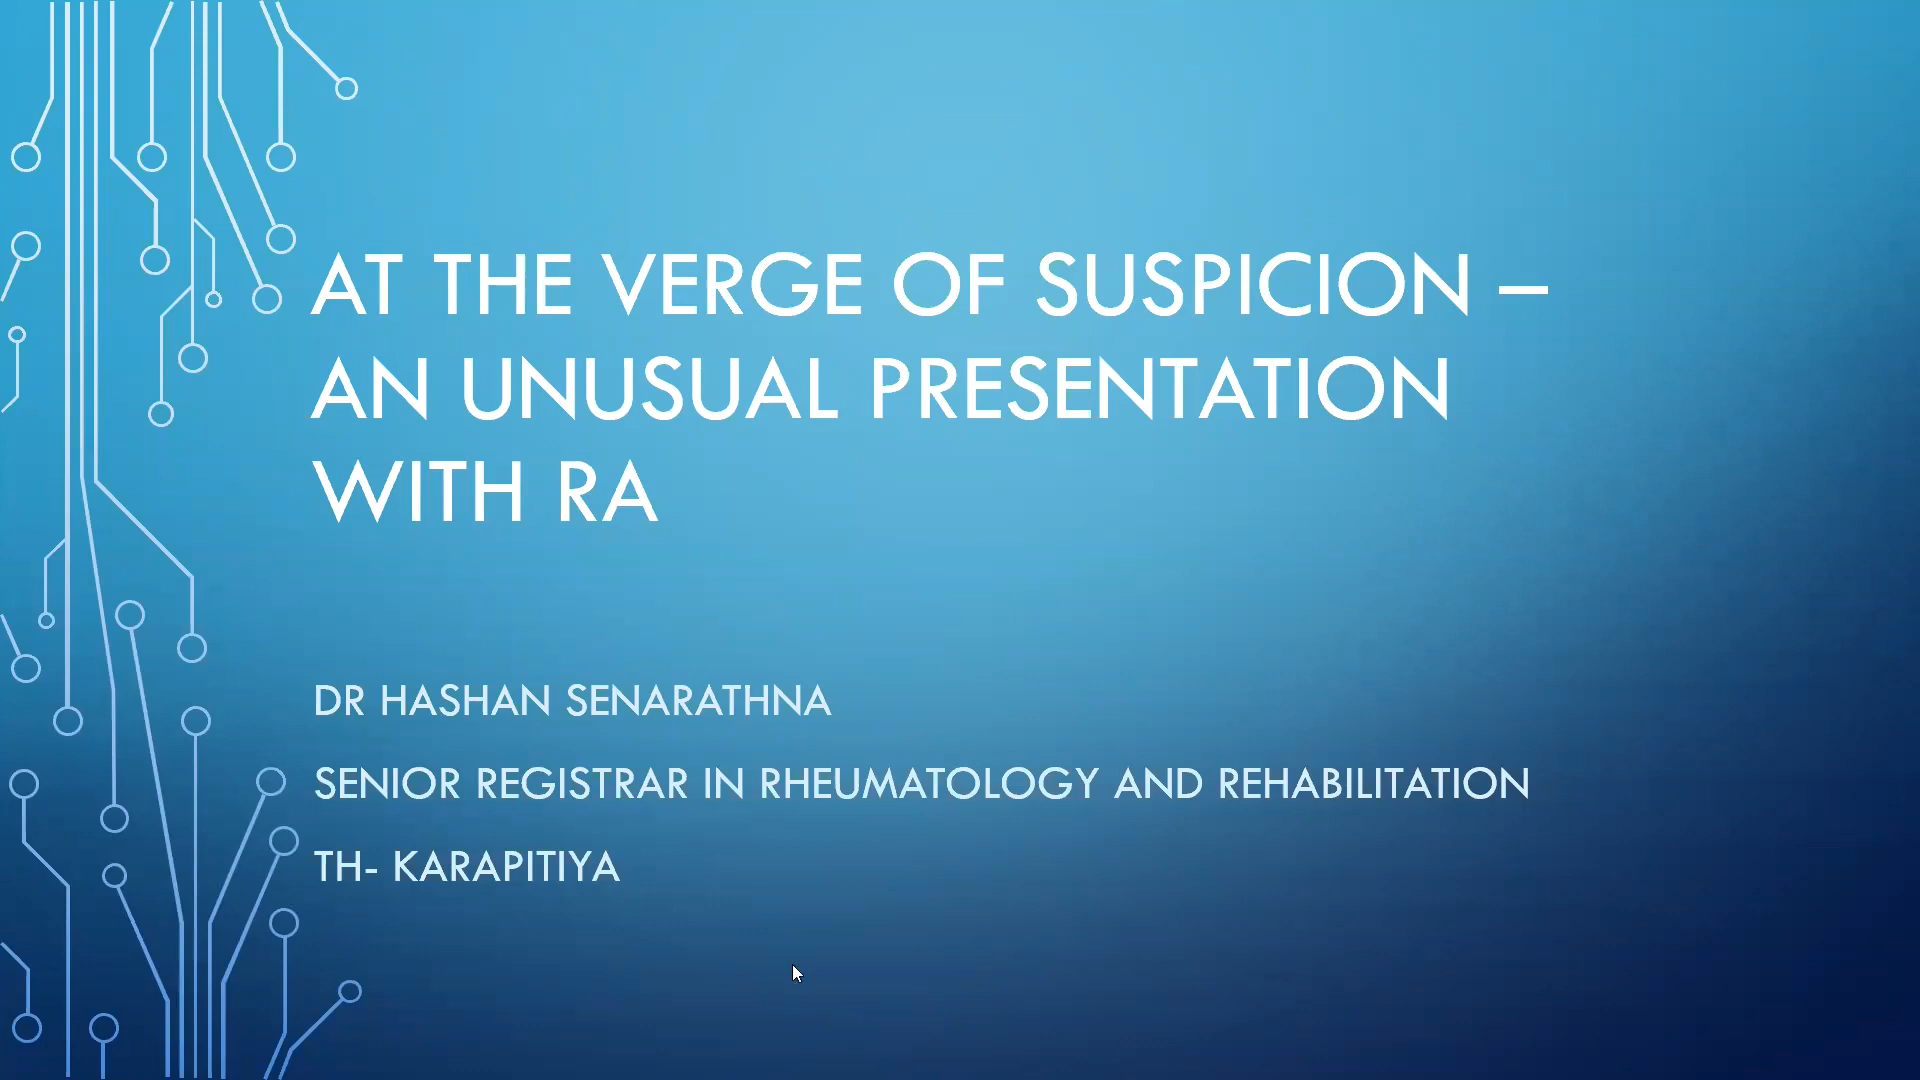 AT THE VERGE OF SUSPICION –
AN UNUSUAL PRESENTATION
WITH RA
DR HASHAN SENARATHNA
SENIOR REGISTRAR IN RHEUMATOLOGY AND REHABILITATION
TH- KARAPITIYA